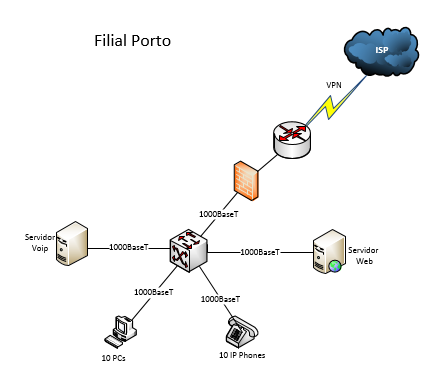 Filial Porto
ISP
VPN
1000BaseT
Servidor
Voip
1000BaseT
1000BaseT
Servidor
Web
1000BaseT
1000BaseT
10 PCs
10 IP Phones